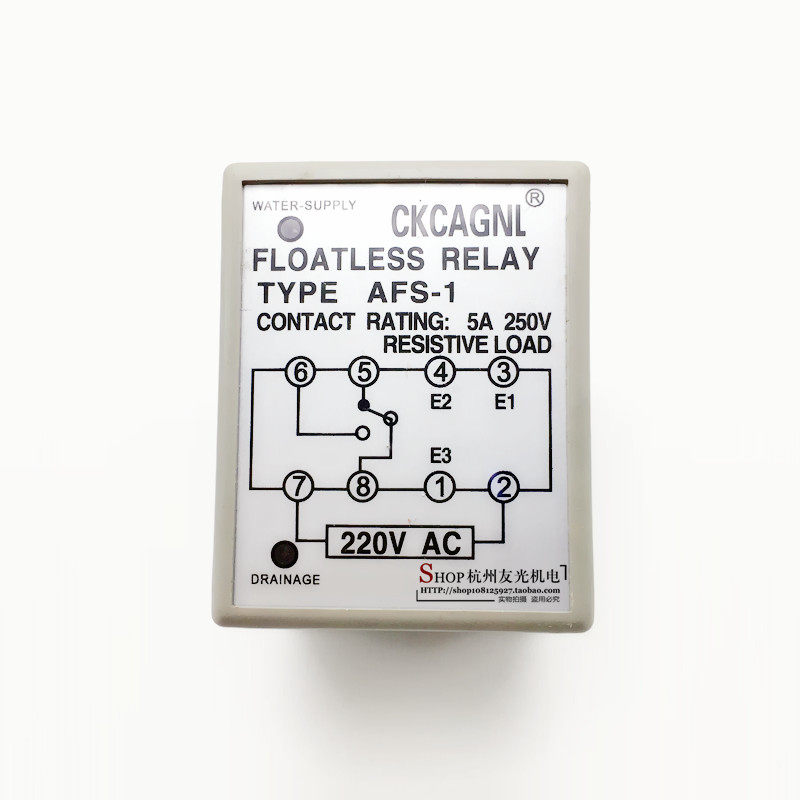 WATER-SUPPLY
CKCAGNL®
FLOATLESS RELAY
TYPE AFS-1
CONTACT RATING: 5A 250V
RESISTIVE LOAD
6 5 4 3
E2 E1
E3
7 8 1 2
220V AC
DRAINAGE
SHOP杭州友光机电
HTTP://shop108125927.taobao.com
实物拍摄 盗用必究